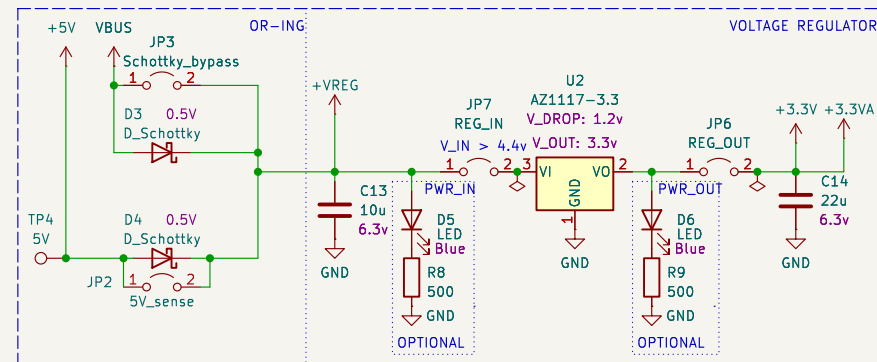 +5V
VBUS
OR-ING
VOLTAGE REGULATOR
JP3
Schottky_bypass
1 2
D3 0.5V
D_Schottky
+VREG
JP7
REG_IN
V_IN > 4.4v
1 2
U2
AZ1117-3.3
V_DROP: 1.2v
V_OUT: 3.3v
3 VI
VO 2
GND
1
GND
JP6
REG_OUT
1 2
+3.3V
+3.3VA
C13
10u
6.3v
GND
PWR_IN
D5
LED
Blue
R8
500
GND
OPTIONAL
PWR_OUT
D6
LED
Blue
R9
500
GND
OPTIONAL
C14
22u
6.3v
GND
TP4
5V
D4 0.5V
D_Schottky
JP2
1 2
5V_sense